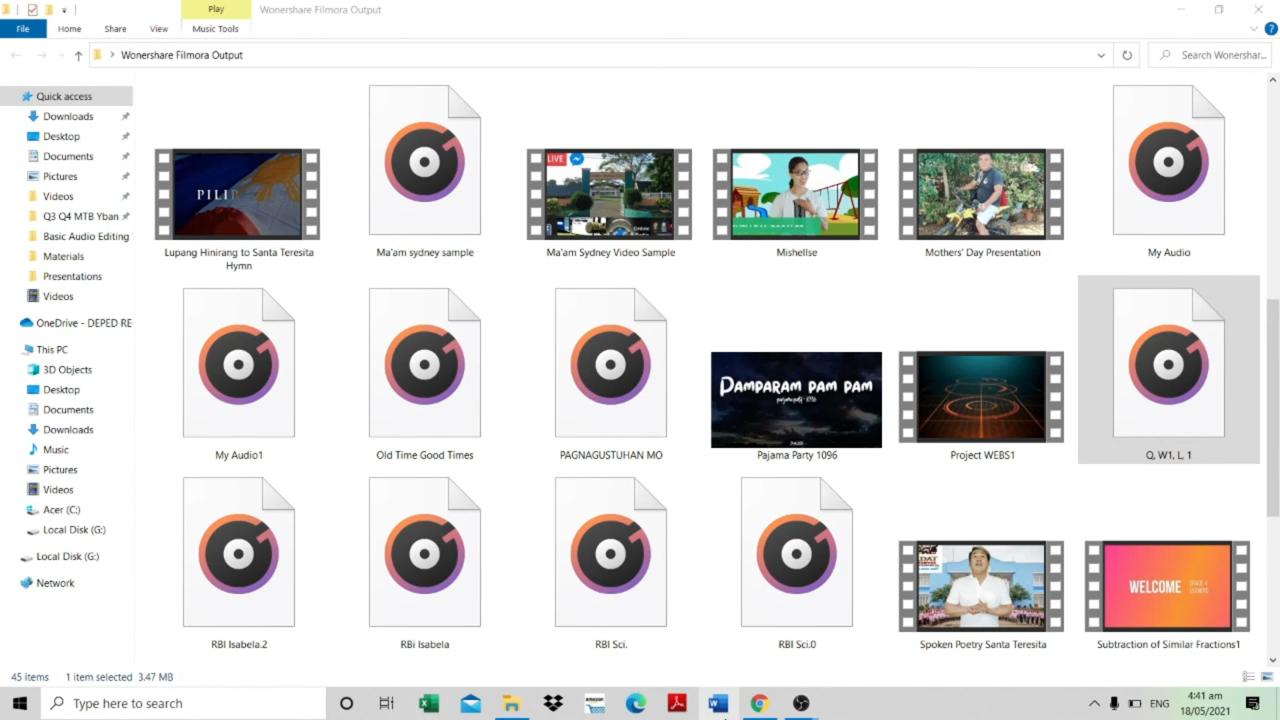 Play
Wonershare Filmora Output
File
Home
Share
View
Music Tools
Wonershare Filmora Output
Search Wonershar...
Quick access
Downloads
Desktop
Documents
Pictures
Videos
Q3 Q4 MTB Yban
Basic Audio Editing
Materials
Presentations
Videos
OneDrive - DEPED RE
This PC
3D Objects
Desktop
Documents
Downloads
Music
Pictures
Videos
Acer (C:)
Local Disk (G:)
Local Disk (G:)
Network
PILIP
LIVE
Lupang Hinirang to Santa Teresita
Hymn
Ma'am sydney sample
Ma'am Sydney Video Sample
Mishellse
Mothers' Day Presentation
My Audio
DAMPARAM PAM PAM
My Audio1
Old Time Good Times
PAGNAGUSTUHAN MO
Pajama Party 1096
Project WEBS1
Q, W1, L, 1
WELCOME
RBI Isabela.2
RBi Isabela
RBI Sci.
RBI Sci.0
Spoken Poetry Santa Teresita
Subtraction of Similar Fractions1
45 items
1 item selected 3.47 MB
Type here to search
ENG
4:41 am
18/05/2021